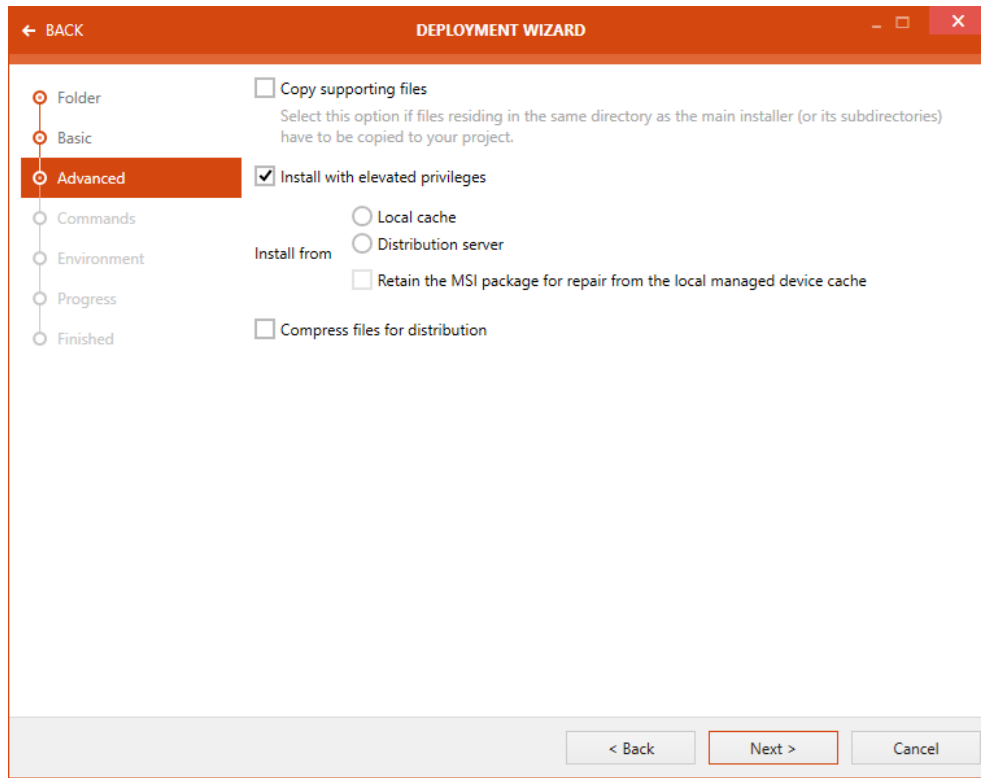 ← BACK
DEPLOYMENT WIZARD
Folder
Basic
Advanced
Commands
Environment
Progress
Finished
Copy supporting files
Select this option if files residing in the same directory as the main installer (or its subdirectories)
have to be copied to your project.
Install with elevated privileges
Local cache
Install from
Distribution server
Retain the MSI package for repair from the local managed device cache
Compress files for distribution
< Back
Next >
Cancel